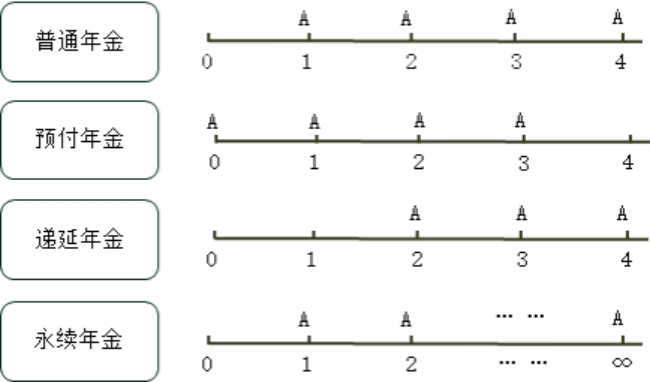 普通年金
A A A A
0 1 2 3 4
预付年金
A A A A
0 1 2 3 4
递延年金
A A A
0 1 2 3 4
永续年金
A A … … A
0 1 2 … … ∞